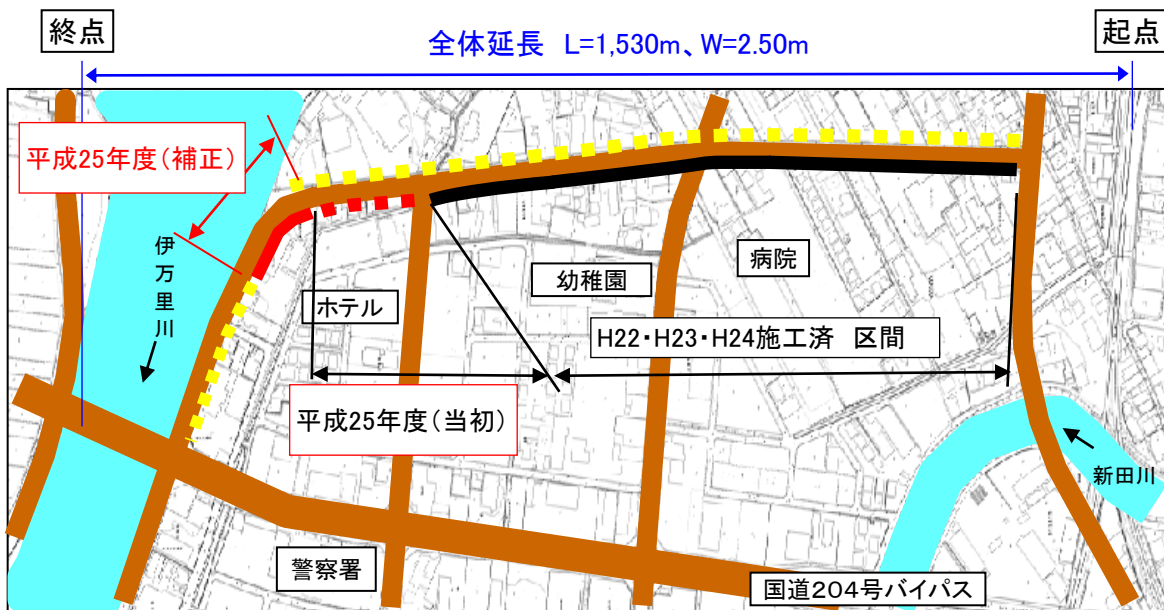 終点
起点
全体延長 L=1,530m、W=2.50m
平成25年度(補正)
伊万里川
病院
幼稚園
ホテル
H22・H23・H24施工済 区間
平成25年度(当初)
新田川
警察署
国道204号バイパス